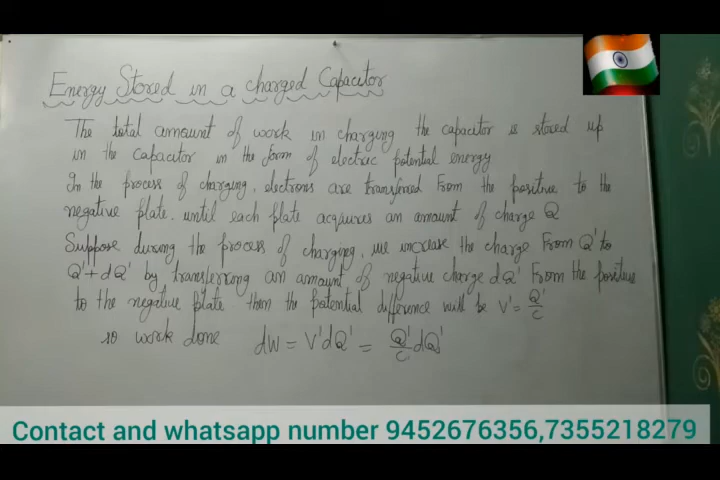 Energy Stored in a charged Capacitor
The total amount of work in charging the capacitor is stored up
in the capacitor in the form of electric potential energy
In the process of charging, electrons are transferred From the positive to the
negative plate, until each plate acquires an amount of charge Q
Suppose during the process of charging, we increase the charge From Q' to
Q'+dQ' by transferring an amount of negative charge dQ' From the positive
to the negative plate. then the potential difference will be V' = Q'/C
so work done dW = V'dQ' = Q'/C dQ'
Contact and whatsapp number 9452676356,7355218279